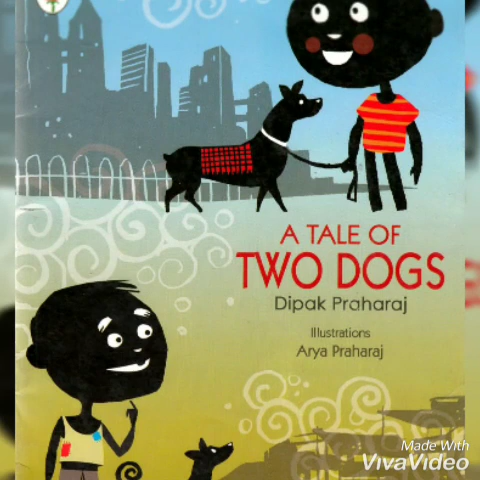 A TALE OF
TWO DOGS
Dipak Praharaj
Illustrations
Arya Praharaj
Made With
VivaVideo